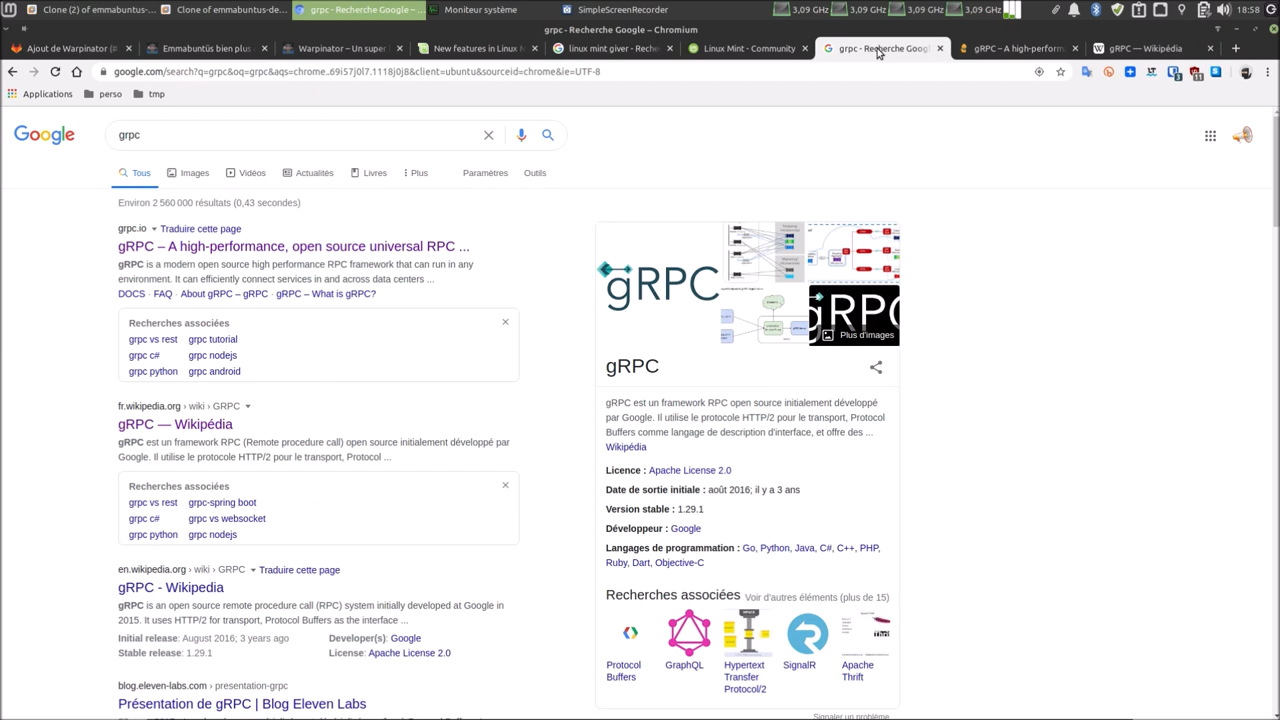 Clone (2) of Emmabuntus
Clone of Emmabuntus-de
grpc - Recherche Google –
Moniteur système
SimpleScreenRecorder
3,09 GHz
3,09 GHz
3,09 GHz
3,09 GHz
18:58
grpc-Recherche Google – Chromium
Ajout de Warpinator (#
Emmabuntüs bien plus
Warpinator – Un super
New features in Linux M
linux mint giver - Reche
Linux Mint - Community
grpc - Recherche Googl
gRPC – A high-perform
gRPC — Wikipédia
google.com/search?q=grpc&oq=grpc&aqs=chrome..69i57j0l7.1118j0j8&client=ubuntu&sourceid=chrome&ie=UTF-8
Applications
perso
tmp
Google
grpc
Tous
Images
Vidéos
Actualités
Livres
Plus
Paramètres
Outils
Environ 2 560 000 résultats (0,43 secondes)
grpc.io
Traduire cette page
gRPC – A high-performance, open source universal RPC ...
gRPC is a modern open source high performance RPC framework that can run in any
environment. It can efficiently connect services in and across data centers ...
DOCS · FAQ · About gRPC – gRPC · gRPC – What is gRPC?
Recherches associées
grpc vs rest grpc tutorial
grpc c# grpc nodejs
grpc python grpc android
fr.wikipedia.org › wiki › GRPC
gRPC — Wikipédia
gRPC est un framework RPC (Remote procedure call) open source initialement développé par
Google. Il utilise le protocole HTTP/2 pour le transport, Protocol ...
Recherches associées
grpc vs rest grpc-spring boot
grpc c# grpc vs websocket
grpc python grpc nodejs
en.wikipedia.org › wiki › GRPC
Traduire cette page
gRPC - Wikipedia
gRPC is an open source remote procedure call (RPC) system initially developed at Google in
2015. It uses HTTP/2 for transport, Protocol Buffers as the interface ...
Initial release: August 2016; 3 years ago Developer(s): Google
Stable release: 1.29.1 License: Apache License 2.0
blog.eleven-labs.com › presentation-grpc
Présentation de gRPC | Blog Eleven Labs
gRPC
gRPC
Plus d'images
gRPC
gRPC est un framework RPC open source initialement développé
par Google. Il utilise le protocole HTTP/2 pour le transport, Protocol
Buffers comme langage de description d'interface, et offre des ...
Wikipédia
Licence : Apache License 2.0
Date de sortie initiale : août 2016; il y a 3 ans
Version stable : 1.29.1
Développeur : Google
Langages de programmation : Go, Python, Java, C#, C++, PHP,
Ruby, Dart, Objective-C
Recherches associées
Voir d'autres éléments (plus de 15)
Protocol
Buffers
GraphQL
Hypertext
Transfer
Protocol/2
SignalR
Apache
Thrift
Signaler un problème